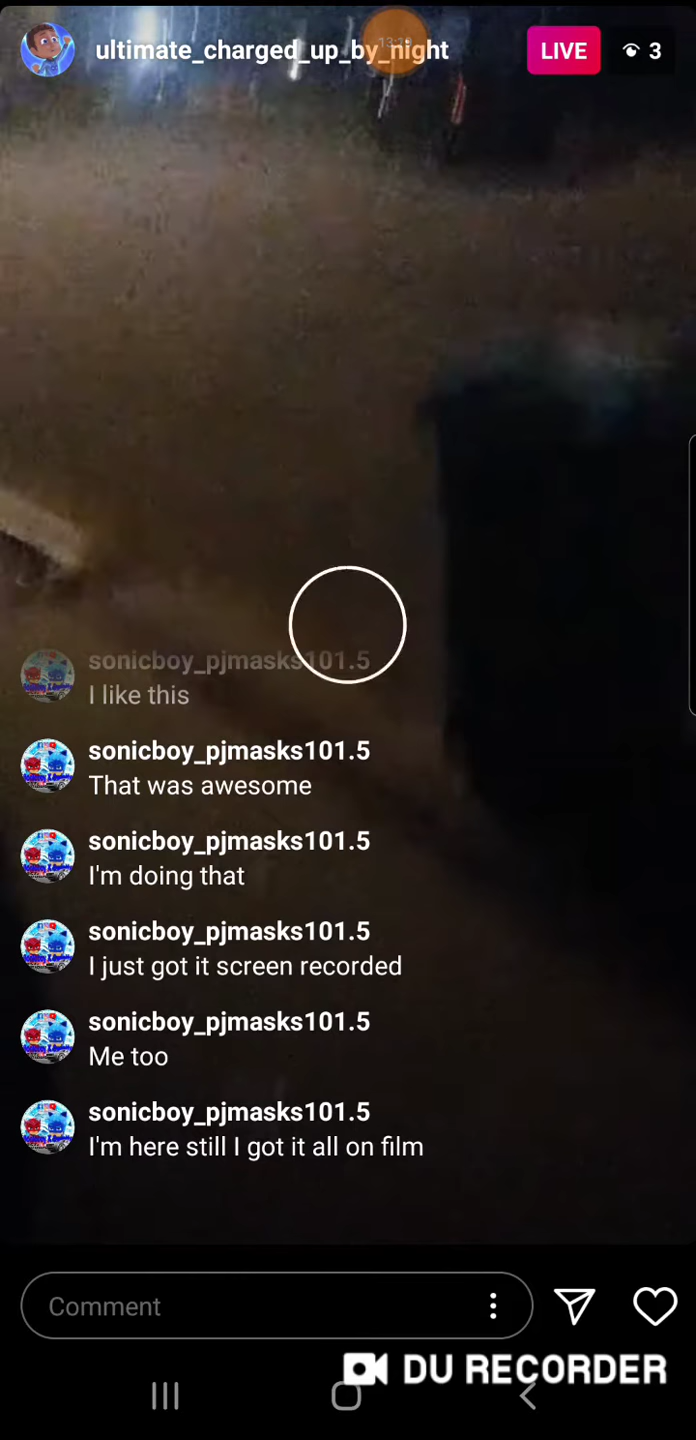 ultimate_charged_up_by_night
LIVE
3
sonicboy_pjmasks101.5
I like this
sonicboy_pjmasks101.5
That was awesome
sonicboy_pjmasks101.5
I'm doing that
sonicboy_pjmasks101.5
I just got it screen recorded
sonicboy_pjmasks101.5
Me too
sonicboy_pjmasks101.5
I'm here still I got it all on film
Comment
DU RECORDER